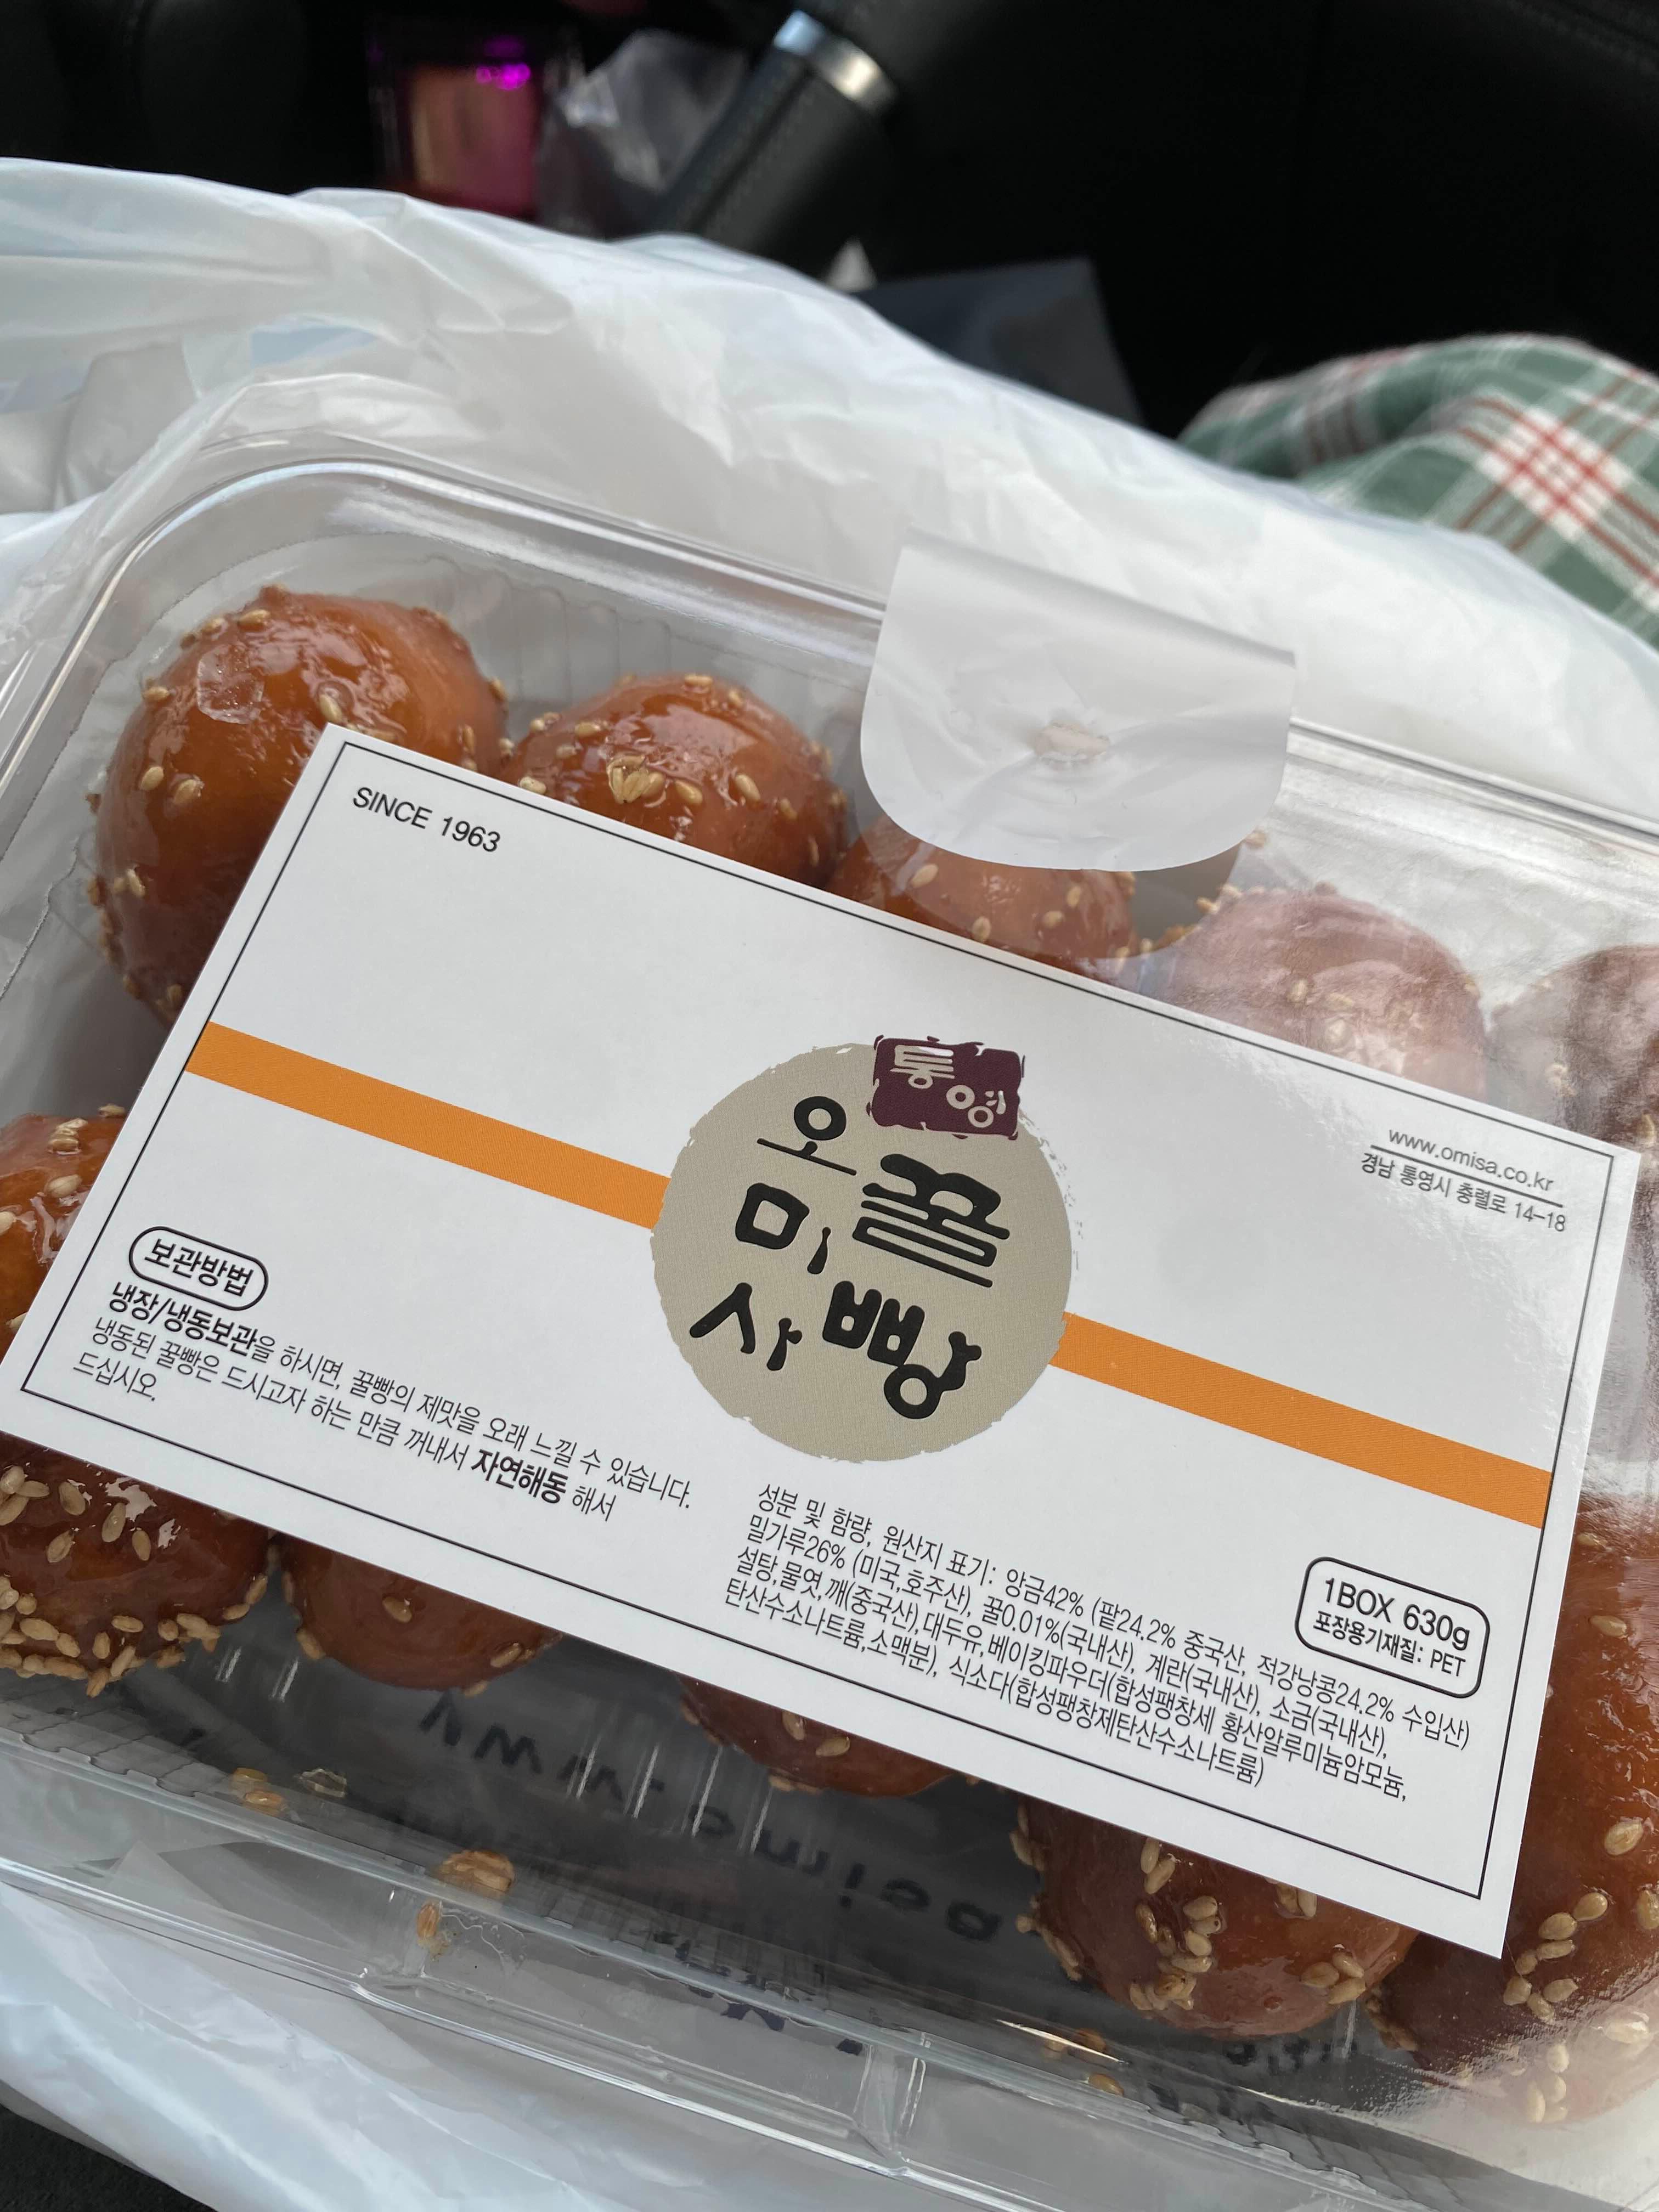 SINCE 1963
통영
오미사
꿀빵
www.omisa.co.kr
경남 통영시 충렬로 14-18
보관방법
냉장/냉동보관을 하시면, 꿀빵의 제맛을 오래 느낄 수 있습니다.
냉동된 꿀빵은 드시고자 하는 만큼 꺼내서 자연해동 해서
드십시오.
성분 및 함량, 원산지 표기: 앙금42% (팥24.2% 중국산, 적강낭콩24.2% 수입산)
밀가루26% (미국,호주산), 꿀0.01%(국내산), 계란(국내산), 소금(국내산),
설탕,물엿,깨(중국산),대두유,베이킹파우더(합성팽창세 황산알루미늄암모늄,
탄산수소나트륨,소맥분), 식소다(합성팽창제탄산수소나트륨)
1BOX 630g
포장용기재질: PET
www.omisa